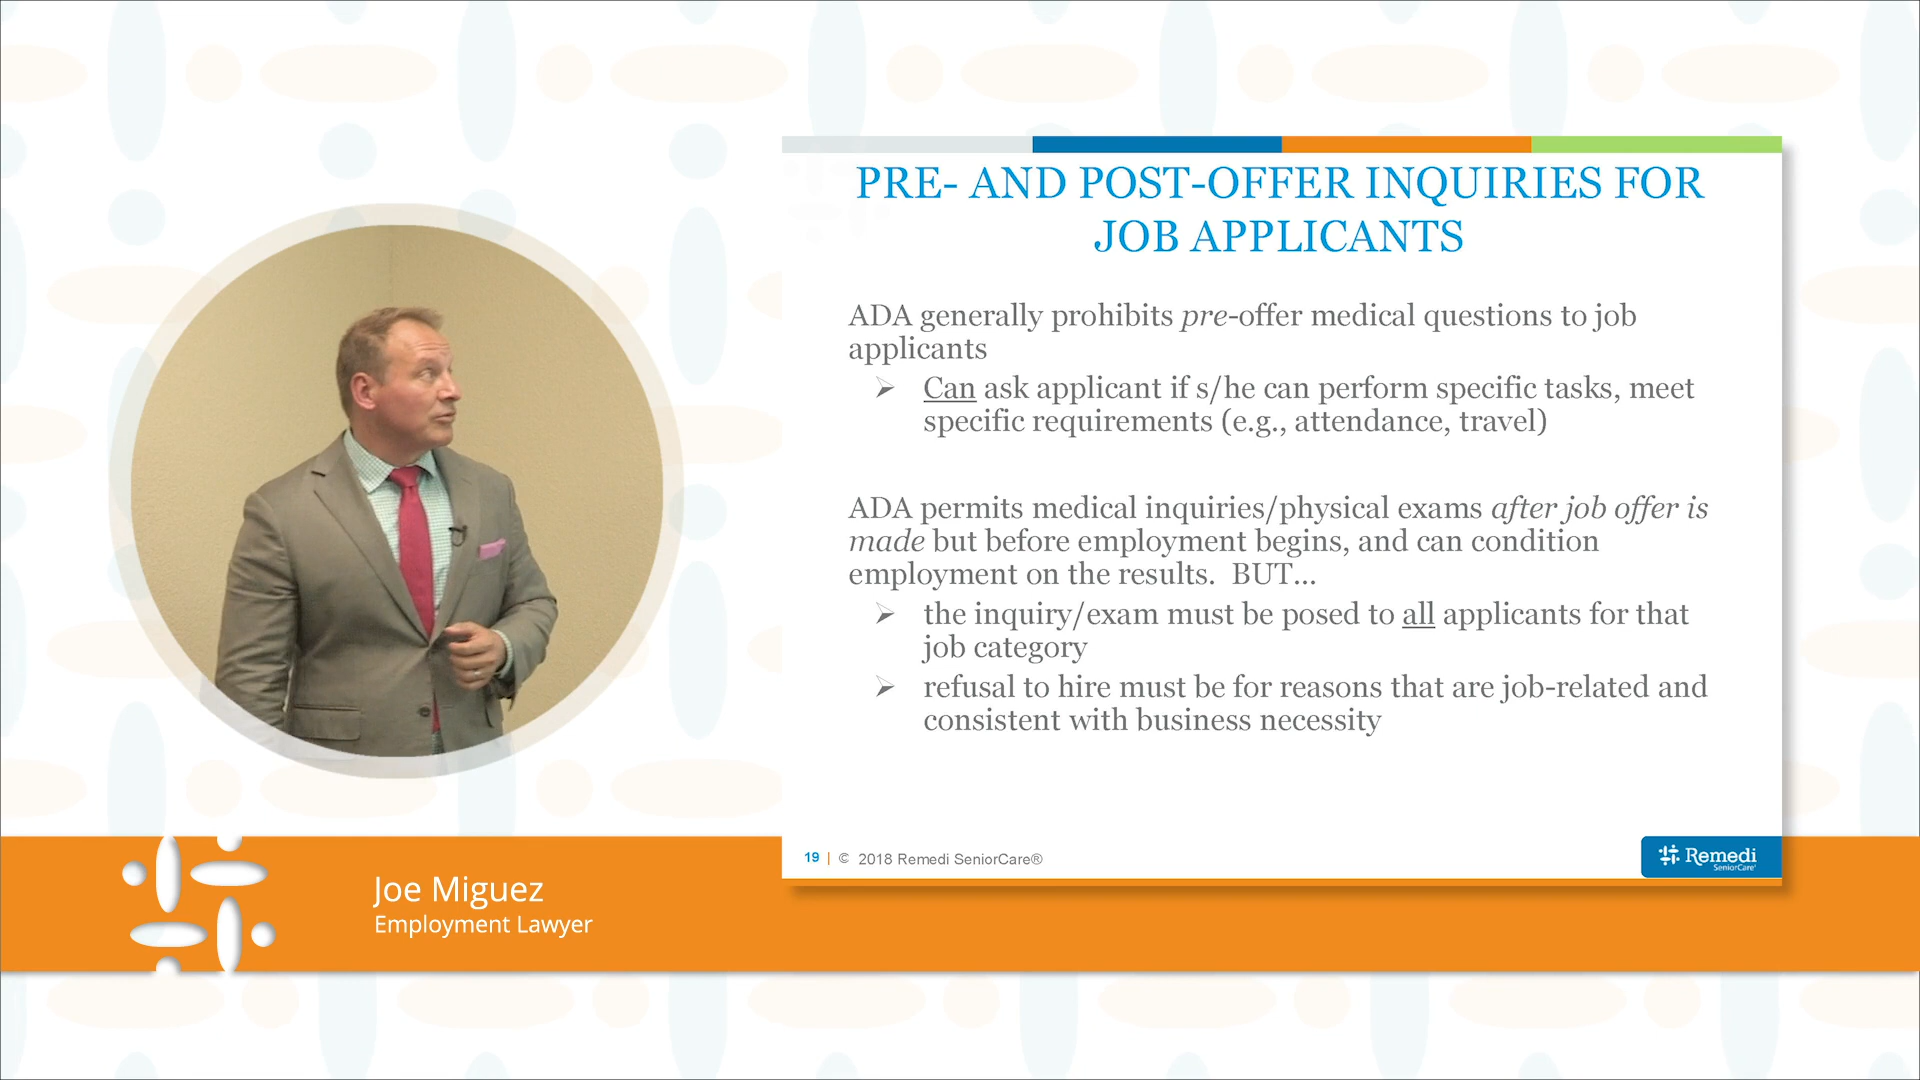 PRE- AND POST-OFFER INQUIRIES FOR
JOB APPLICANTS
ADA generally prohibits pre-offer medical questions to job
applicants
➢ Can ask applicant if s/he can perform specific tasks, meet
specific requirements (e.g., attendance, travel)
ADA permits medical inquiries/physical exams after job offer is
made but before employment begins, and can condition
employment on the results.  BUT...
➢ the inquiry/exam must be posed to all applicants for that
job category
➢ refusal to hire must be for reasons that are job-related and
consistent with business necessity
19 | © 2018 Remedi SeniorCare®
Remedi
SeniorCare®
Joe Miguez
Employment Lawyer